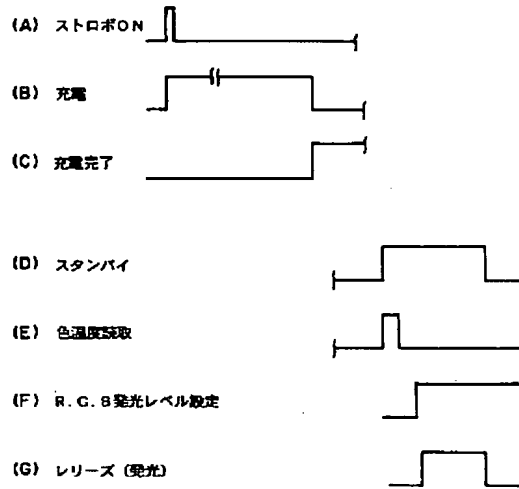 (A) ストロボON
(B) 充電
(C) 充電完了
(D) スタンバイ
(E) 色温度読取
(F) R.G.B発光レベル設定
(G) レリーズ (発光)